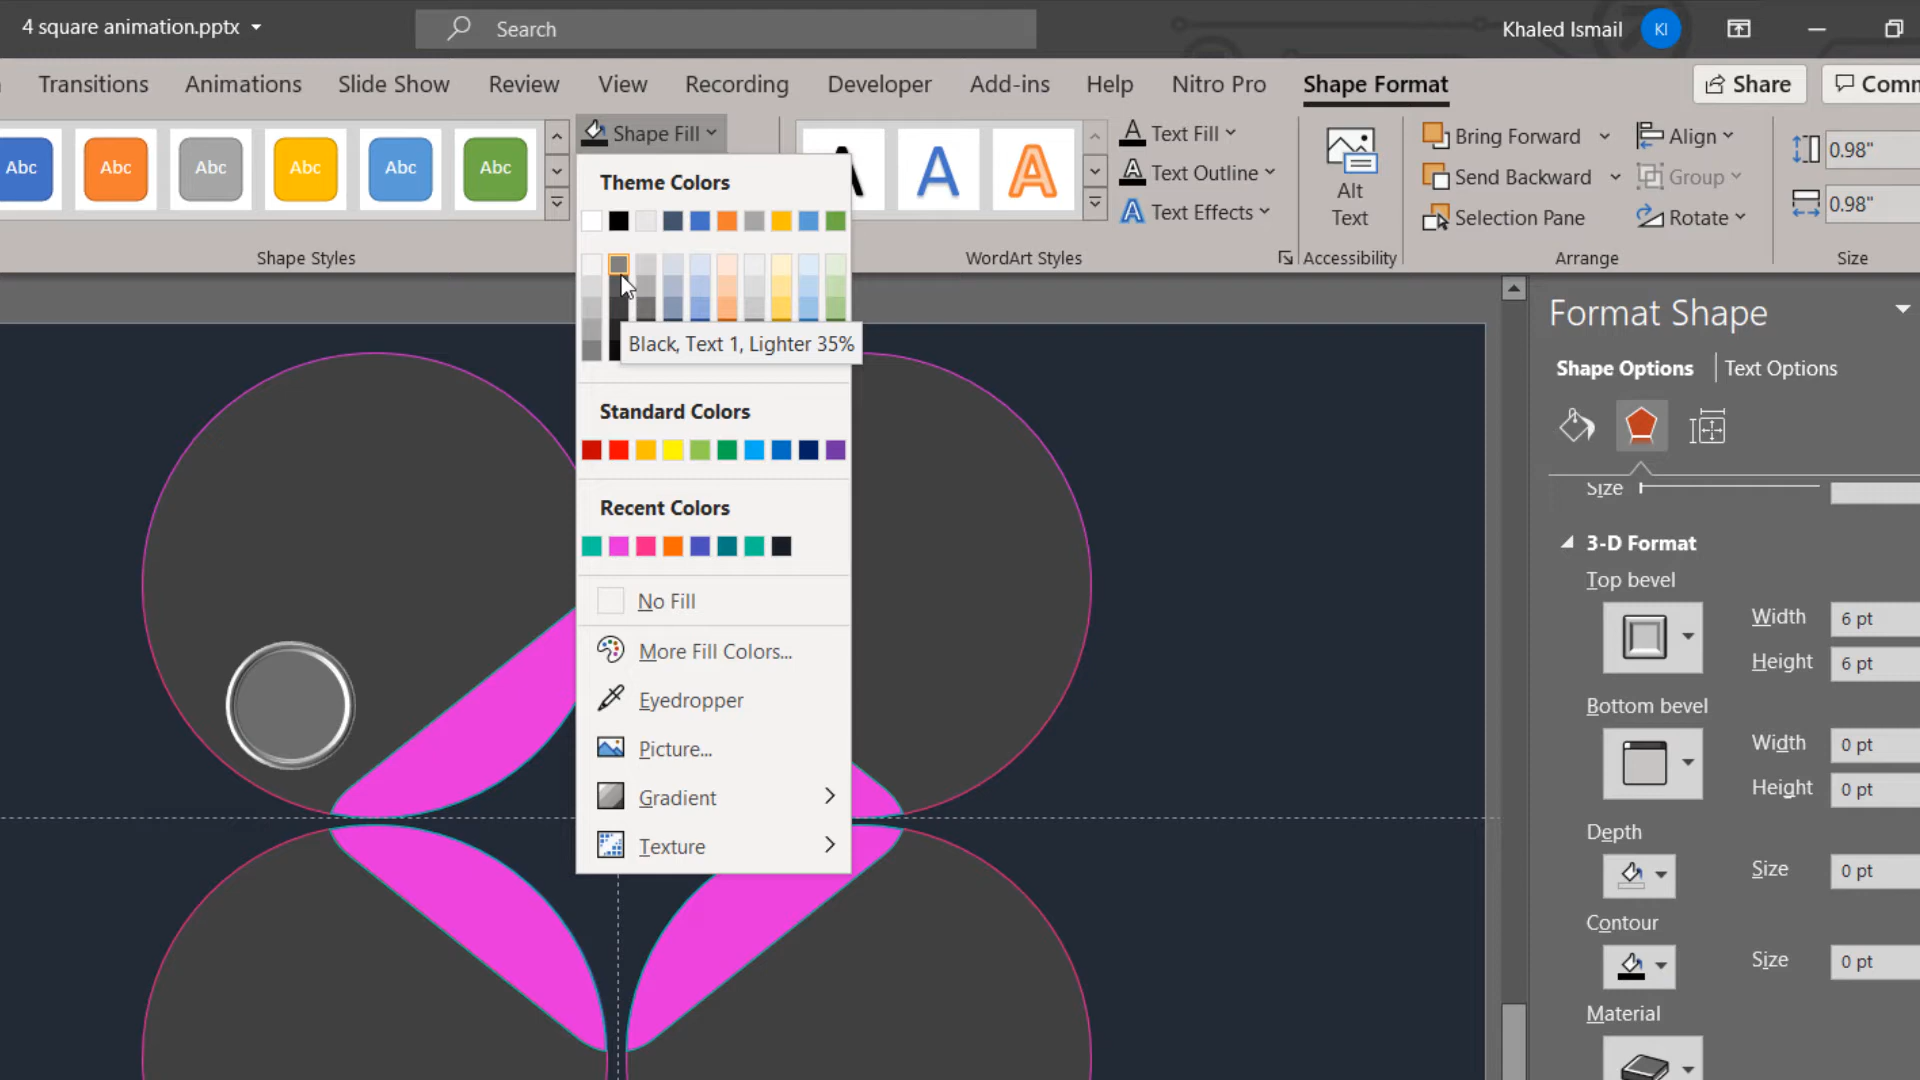 4 square animation.pptx
Search
Khaled Ismail
KI
Transitions
Animations
Slide Show
Review
View
Recording
Developer
Add-ins
Help
Nitro Pro
Shape Format
Share
Comm
Abc
Abc
Abc
Abc
Abc
Abc
Shape Fill
A
A
Text Fill
Text Outline
Text Effects
Alt
Text
Bring Forward
Send Backward
Selection Pane
Align
Group
Rotate
0.98"
0.98"
Shape Styles
WordArt Styles
Accessibility
Arrange
Size
Theme Colors
Black, Text 1, Lighter 35%
Standard Colors
Recent Colors
No Fill
More Fill Colors...
Eyedropper
Picture...
Gradient
Texture
Format Shape
Shape Options
Text Options
Size
3-D Format
Top bevel
Width
6 pt
Height
6 pt
Bottom bevel
Width
0 pt
Height
0 pt
Depth
Size
0 pt
Contour
Size
0 pt
Material